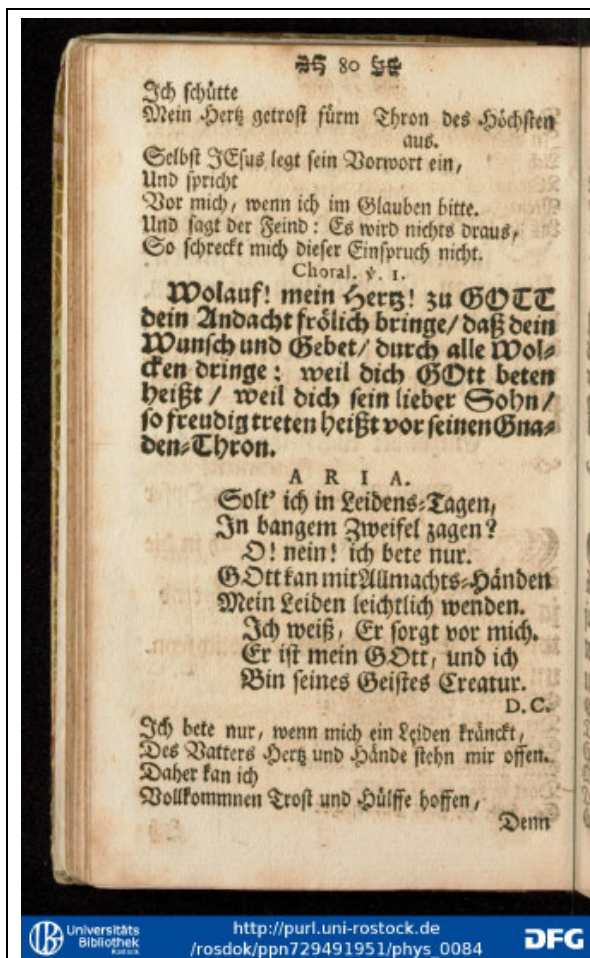 80
Ich schütte
Mein Hertz getrost fürm Thron des Höchsten
aus.
Selbst JEsus legt sein Vorwort ein,
Und spricht
Vor mich, wenn ich im Glauben bitte.
Und sagt der Feind: Es wird nichts draus,
So schreckt mich dieser Einspruch nicht.
Choral. ℣. 1.
Wolauf! mein Hertz! zu GOTT
dein Andacht frölich bringe/ daß dein
Wunsch und Gebet/ durch alle Wol-
cken dringe: weil dich GOtt beten
heißt / weil dich sein lieber Sohn/
so freudig treten heißt vor seinen Gna-
den-Thron.
A R I A.
Solt' ich in Leidens-Tagen,
In bangem Zweifel zagen?
O! nein! ich bete nur.
GOtt kan mit Allmachts-Händen
Mein Leiden leichtlich wenden.
Ich weiß, Er sorgt vor mich.
Er ist mein GOtt, und ich
Bin seines Geistes Creatur.
D.C.
Ich bete nur, wenn mich ein Leiden kränckt,
Des Vatters Hertz und Hände stehn mir offen.
Daher kan ich
Vollkommnen Trost und Hülffe hoffen,
Denn
Universitäts
Bibliothek
Rostock
http://purl.uni-rostock.de
/rosdok/ppn729491951/phys_0084
DFG